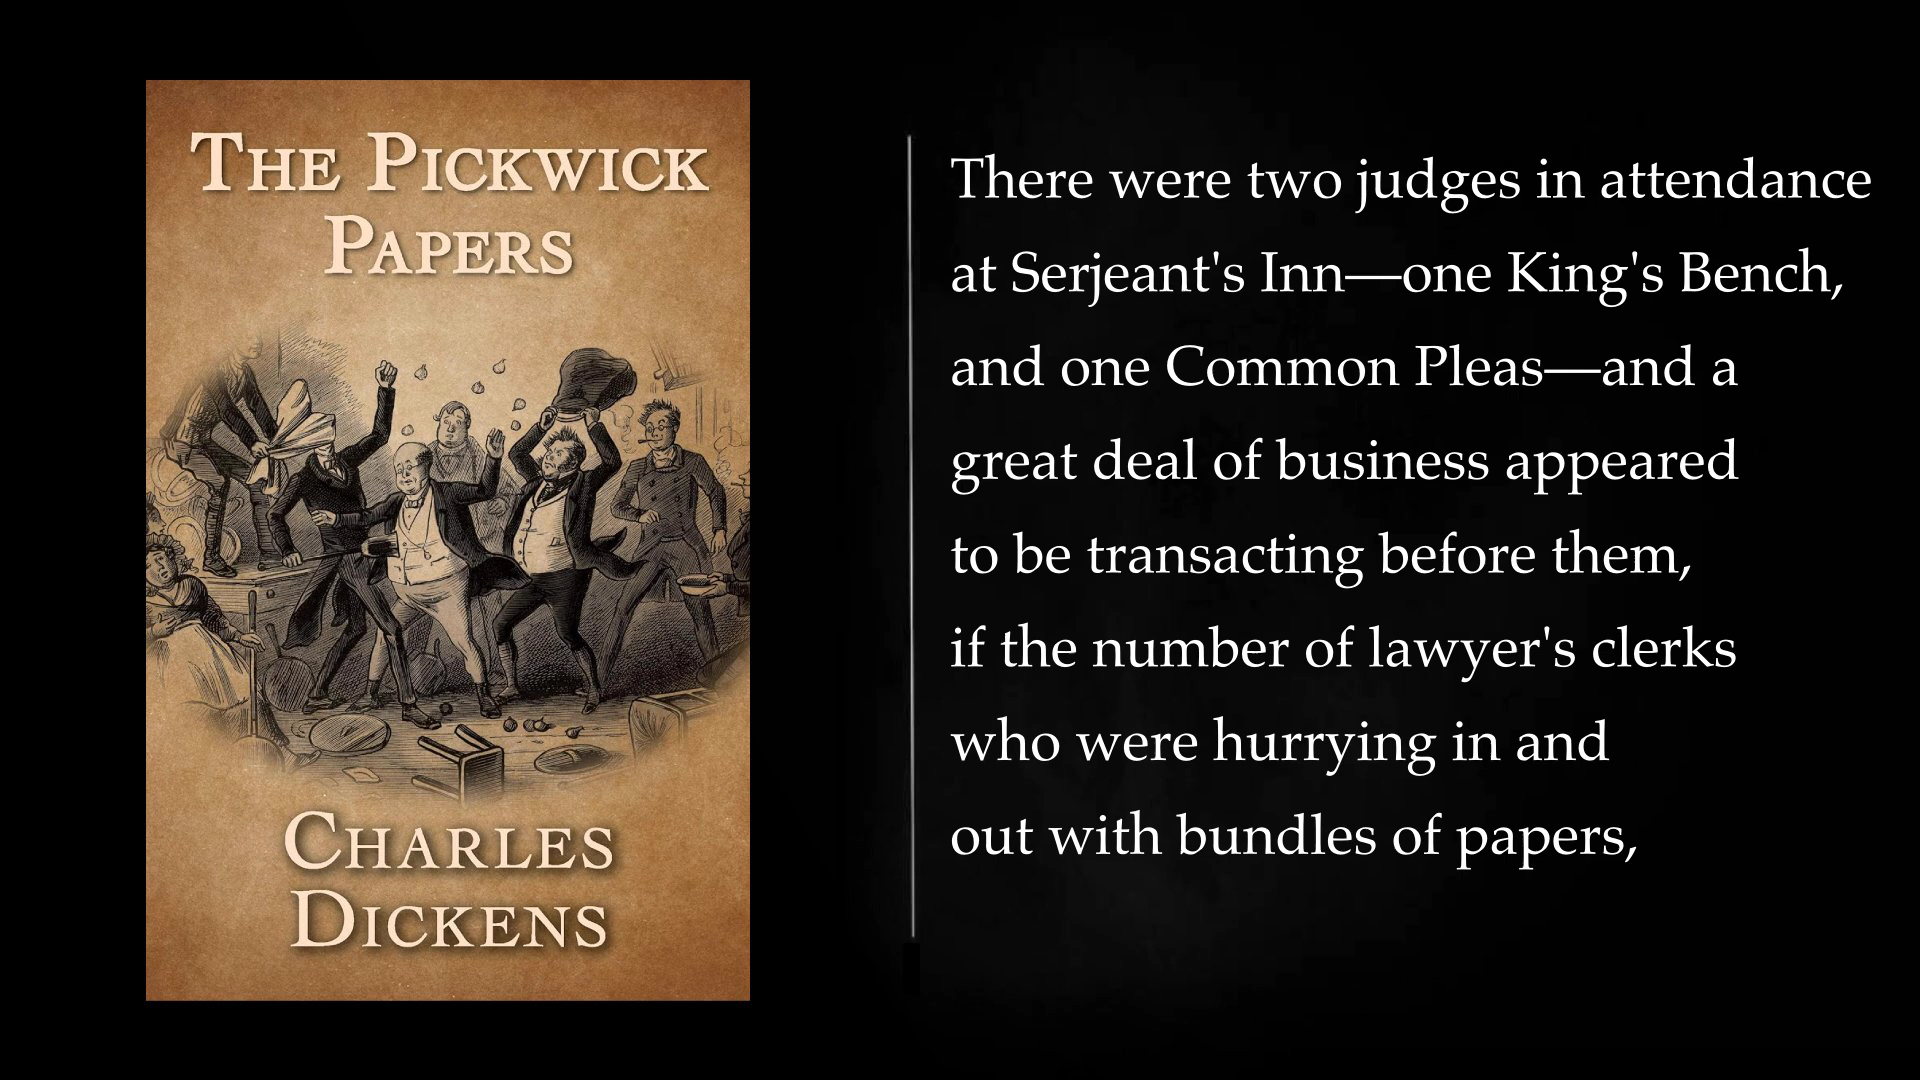 The Pickwick
Papers
Charles
Dickens
There were two judges in attendance
at Serjeant's Inn—one King's Bench,
and one Common Pleas—and a
great deal of business appeared
to be transacting before them,
if the number of lawyer's clerks
who were hurrying in and
out with bundles of papers,